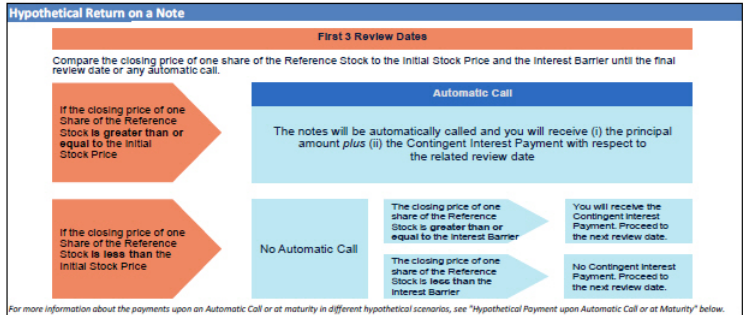 Hypothetical Return on a Note
First 3 Review Dates
Compare the closing price of one share of the Reference Stock to the Initial Stock Price and the Interest Barrier until the final
review date or any automatic call.
If the closing price of one
Share of the Reference
Stock is greater than or
equal to the Initial
Stock Price
Automatic Call
The notes will be automatically called and you will receive (i) the principal
amount plus (ii) the Contingent Interest Payment with respect to
the related review date
If the closing price of one
Share of the Reference
Stock is less than the
Initial Stock Price
No Automatic Call
The closing price of one
share of the Reference
Stock is greater than or
equal to the Interest Barrier
You will receive the
Contingent Interest
Payment. Proceed to
the next review date.
The closing price of one
share of the Reference
Stock is less than the
Interest Barrier
No Contingent Interest
Payment. Proceed to
the next review date.
For more information about the payments upon an Automatic Call or at maturity in different hypothetical scenarios, see "Hypothetical Payment upon Automatic Call or at Maturity" below.